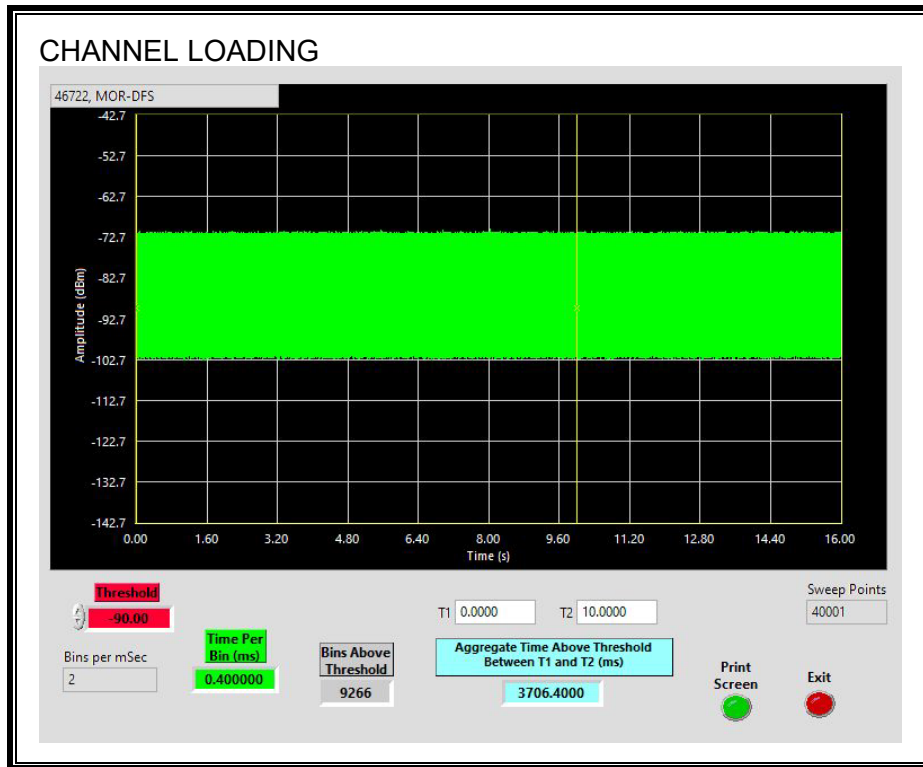 CHANNEL LOADING
46722, MOR-DFS
-42.7
-52.7
-62.7
-72.7
-82.7
-92.7
-102.7
-112.7
-122.7
-132.7
-142.7
Amplitude (dBm)
0.00 1.60 3.20 4.80 6.40 8.00 9.60 11.20 12.80 14.40 16.00
Time (s)
Threshold
-90.00
Bins per mSec
2
Time Per
Bin (ms)
0.400000
Bins Above
Threshold
9266
T1 0.0000 T2 10.0000
Aggregate Time Above Threshold
Between T1 and T2 (ms)
3706.4000
Sweep Points
40001
Print
Screen
Exit